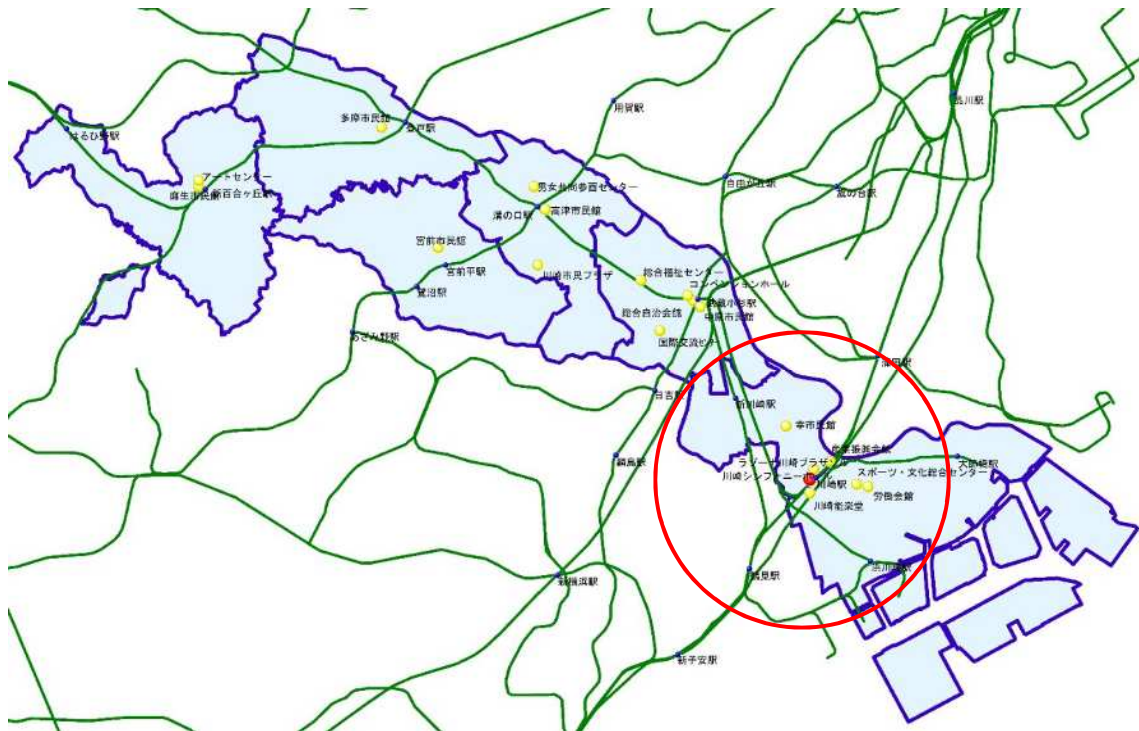 用賀駅
品川駅
多摩市民館
登戸駅
はるひ野駅
アートセンター
新百合ヶ丘駅
麻生市民館
男女共同参画センター
自由が丘駅
溝の口駅
高津市民館
宮前市民館
宮前平駅
川崎市民プラザ
総合福祉センター
コンベンションホール
鷺沼駅
武蔵小杉駅
総合自治会館
中原市民館
あざみ野駅
国際交流センター
蒲田駅
日吉駅
新川崎駅
幸市民館
綱島駅
産業振興会館
ラゾーナ川崎プラザソル
大師橋駅
川崎シンフォニーホール
スポーツ・文化総合センター
川崎駅
労働会館
川崎能楽堂
浜川崎駅
鶴見駅
新横浜駅
新子安駅